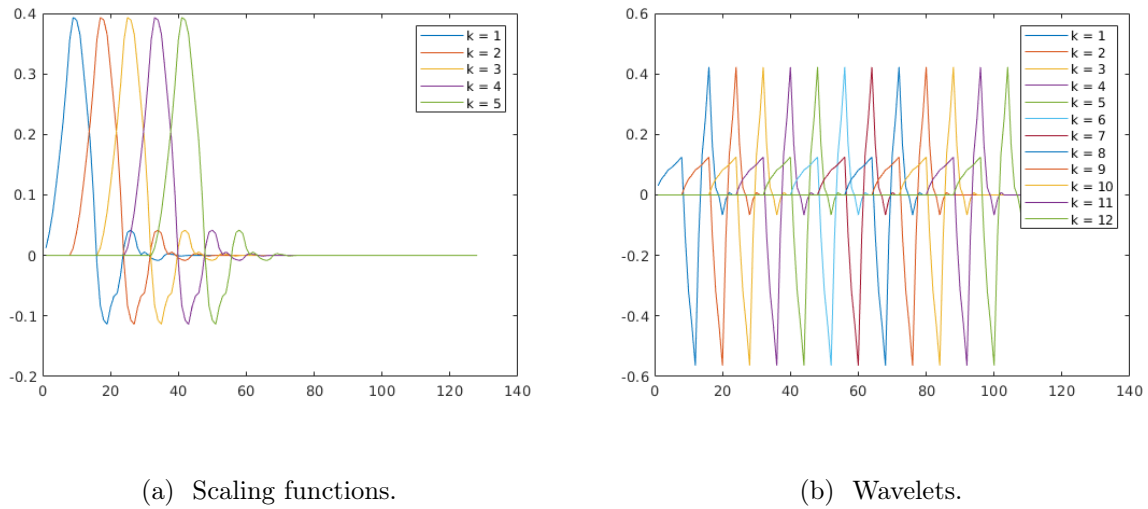 0.4
0.3
0.2
0.1
0
-0.1
-0.2
0 20 40 60 80 100 120 140
k = 1
k = 2
k = 3
k = 4
k = 5
0.6
0.4
0.2
0
-0.2
-0.4
-0.6
0 20 40 60 80 100 120 140
k = 1
k = 2
k = 3
k = 4
k = 5
k = 6
k = 7
k = 8
k = 9
k = 10
k = 11
k = 12
(a) Scaling functions.
(b) Wavelets.